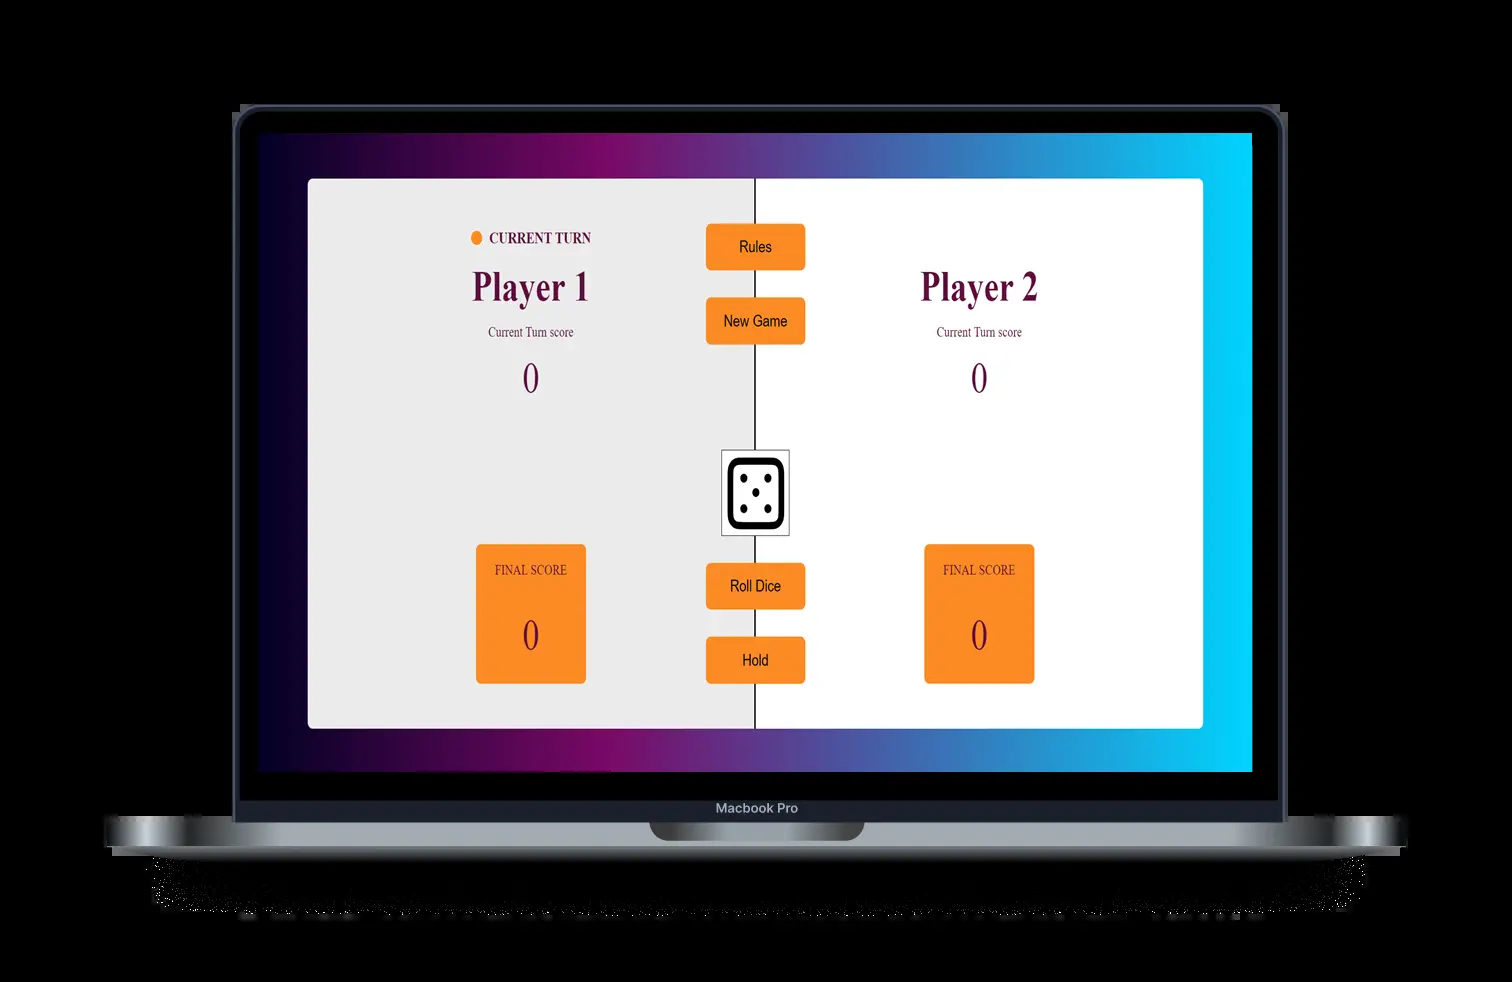 CURRENT TURN
Player 1
Current Turn score
0
FINAL SCORE
0
Rules
New Game
Roll Dice
Hold
Player 2
Current Turn score
0
FINAL SCORE
0
Macbook Pro